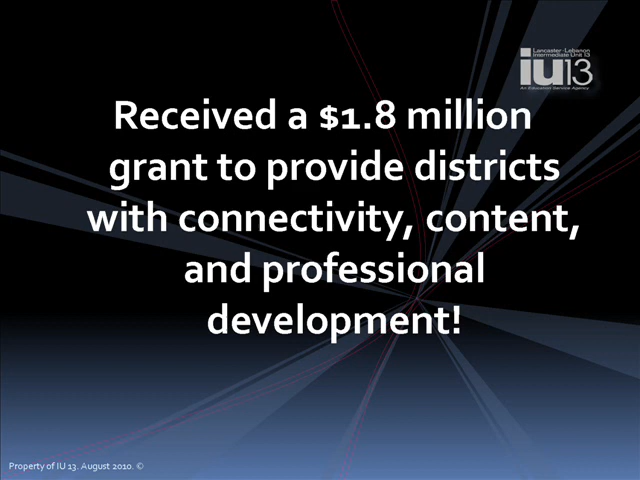 Lancaster-Lebanon
Intermediate Unit 13
iu13
An Education Service Agency
Received a $1.8 million
grant to provide districts
with connectivity, content,
and professional
development!
Property of IU 13. August 2010. ©